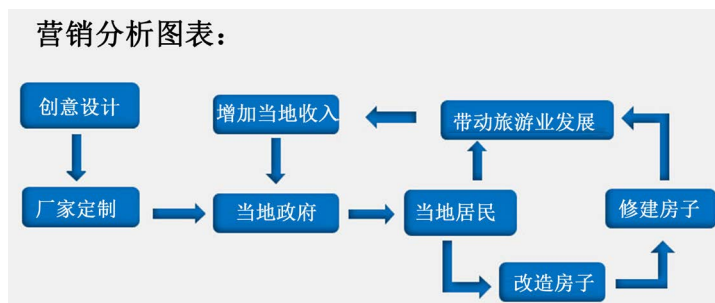 营销分析图表：
创意设计
增加当地收入
带动旅游业发展
厂家定制
当地政府
当地居民
修建房子
改造房子